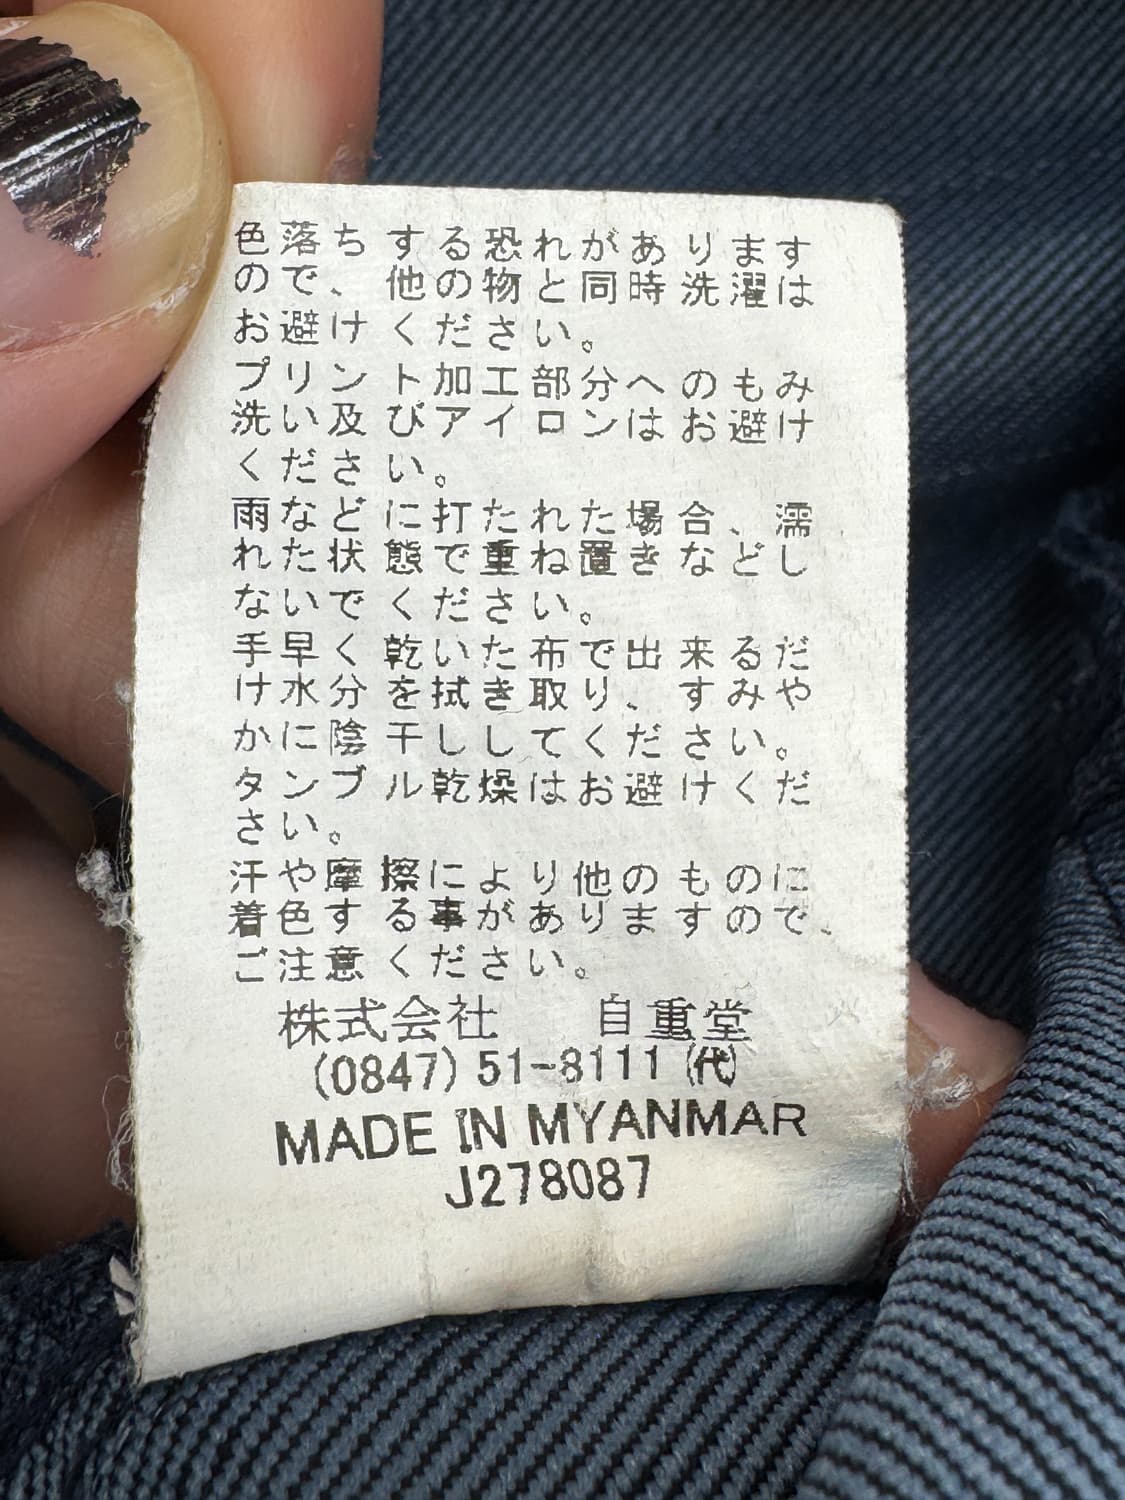 色落ちする恐れがあります
ので、他の物と同時洗濯は
お避けください。
プリント加工部分へのもみ
洗い及びアイロンはお避け
ください。
雨などに打たれた場合、濡
れたた状態で重ね置きなどし
ないでください。
手早く乾いた布で出来るだ
け水分を拭き取り、すみや
かに陰干ししてください。
タンブル乾燥はお避けくだ
さい。
汗や摩擦により他のものに
着色する事がありますので、
ご注意ください。
株式会社 自重堂
(0847) 51-8111 (代)
MADE IN MYANMAR
J278087